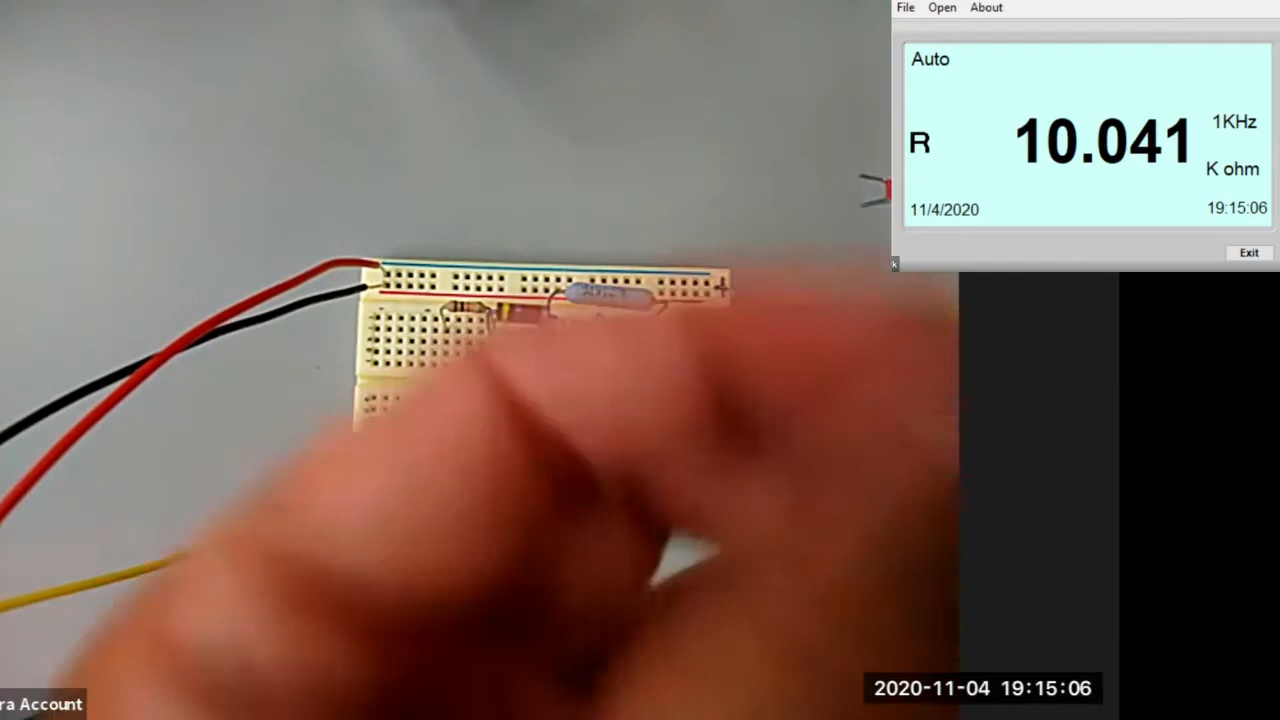 File Open About
Auto
R 10.041 1KHz
K ohm
11/4/2020 19:15:06
Exit
k
2020-11-04 19:15:06
ra Account